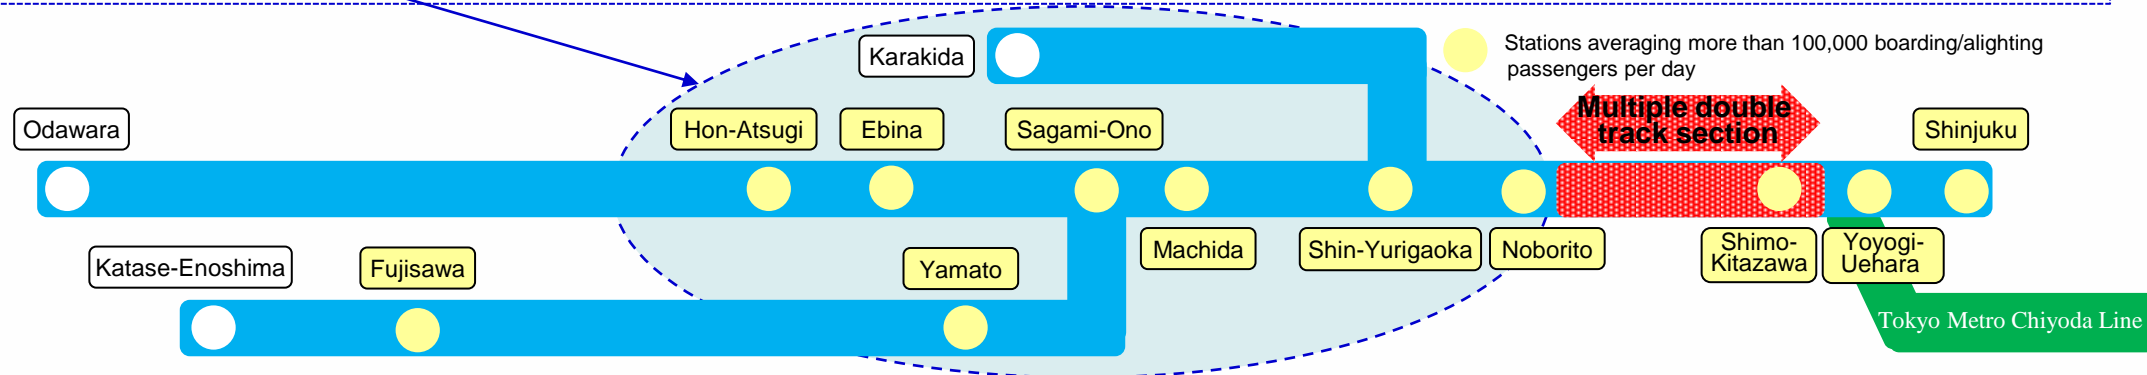 Karakida
Stations averaging more than 100,000 boarding/alighting
passengers per day
Multiple double
track section
Odawara
Hon-Atsugi
Ebina
Sagami-Ono
Shinjuku
Machida
Shin-Yurigaoka
Noborito
Shimo-
Kitazawa
Yoyogi-
Uehara
Katase-Enoshima
Fujisawa
Yamato
Tokyo Metro Chiyoda Line